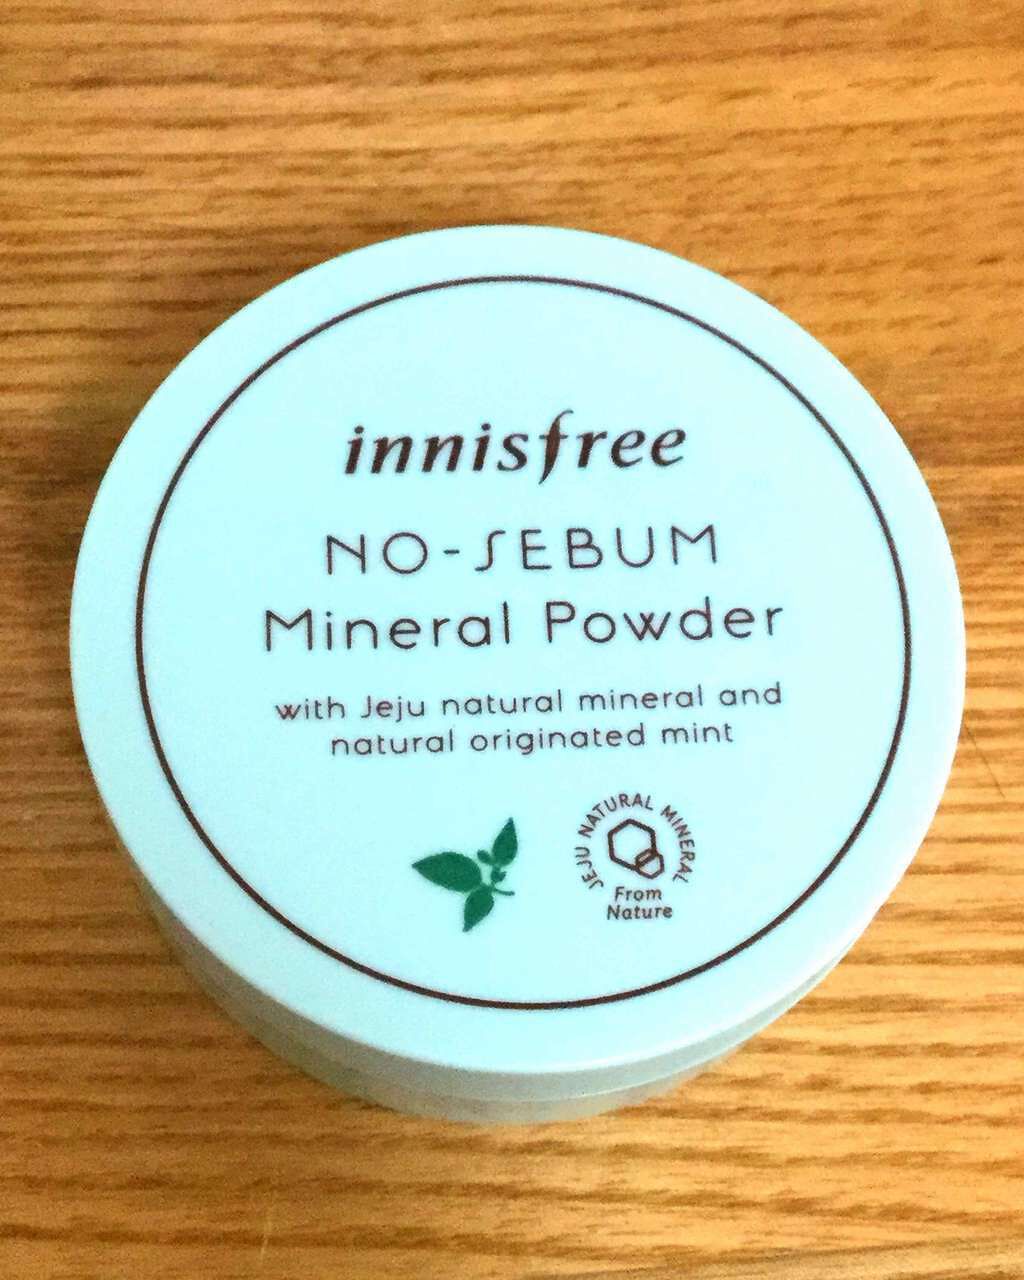 innisfree
NO-SEBUM
Mineral Powder
with Jeju natural mineral and
natural originated mint
JEJU NATURAL MINERAL
From
Nature